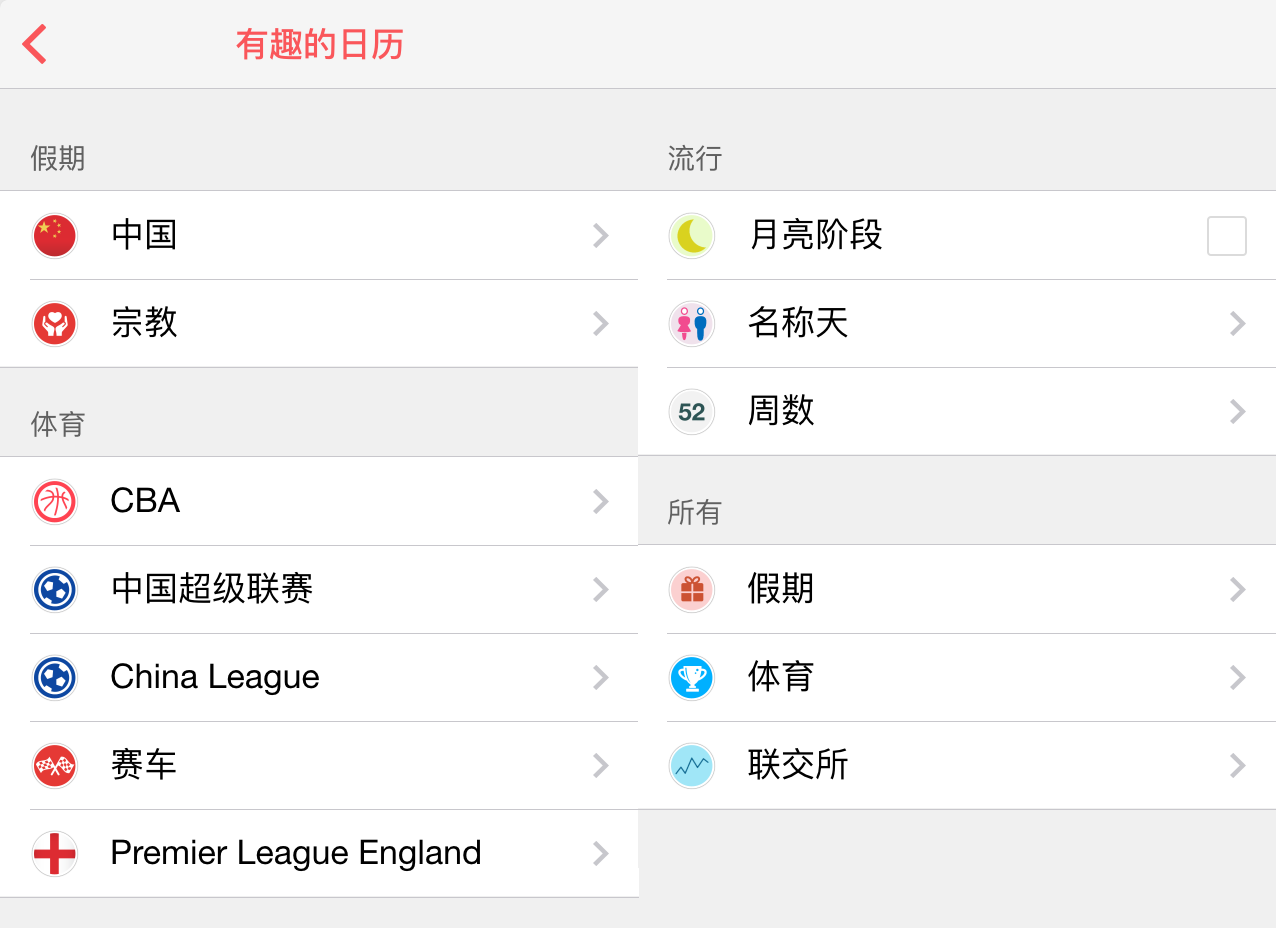 有趣的日历
假期
中国
宗教
体育
CBA
中国超级联赛
China League
赛车
Premier League England
流行
月亮阶段
名称天
52
周数
所有
假期
体育
联交所